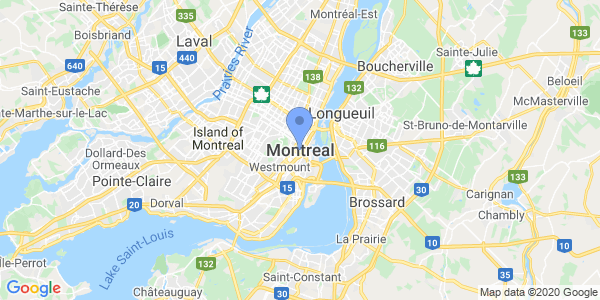 Sainte-Thérèse
Montréal-Est
335
25
Boisbriand
133
Laval
Prairies River
Sainte-Julie
440
Boucherville
640
15
138
Beloeil
Saint-Eustache
132
McMasterville
Sainte-Marthe-sur-le-Lac
Longueuil
St-Bruno-de-Montarville
Island of
Montreal
Dollard-Des
Ormeaux
Montreal
116
Westmount
Pointe-Claire
15
30
Carignan
133
20
Dorval
Brossard
Chambly
Lake Saint-Louis
La Prairie
10
10
Île-Perrot
132
Saint-Constant
Châteauguay
Google
Map data ©2020 Google